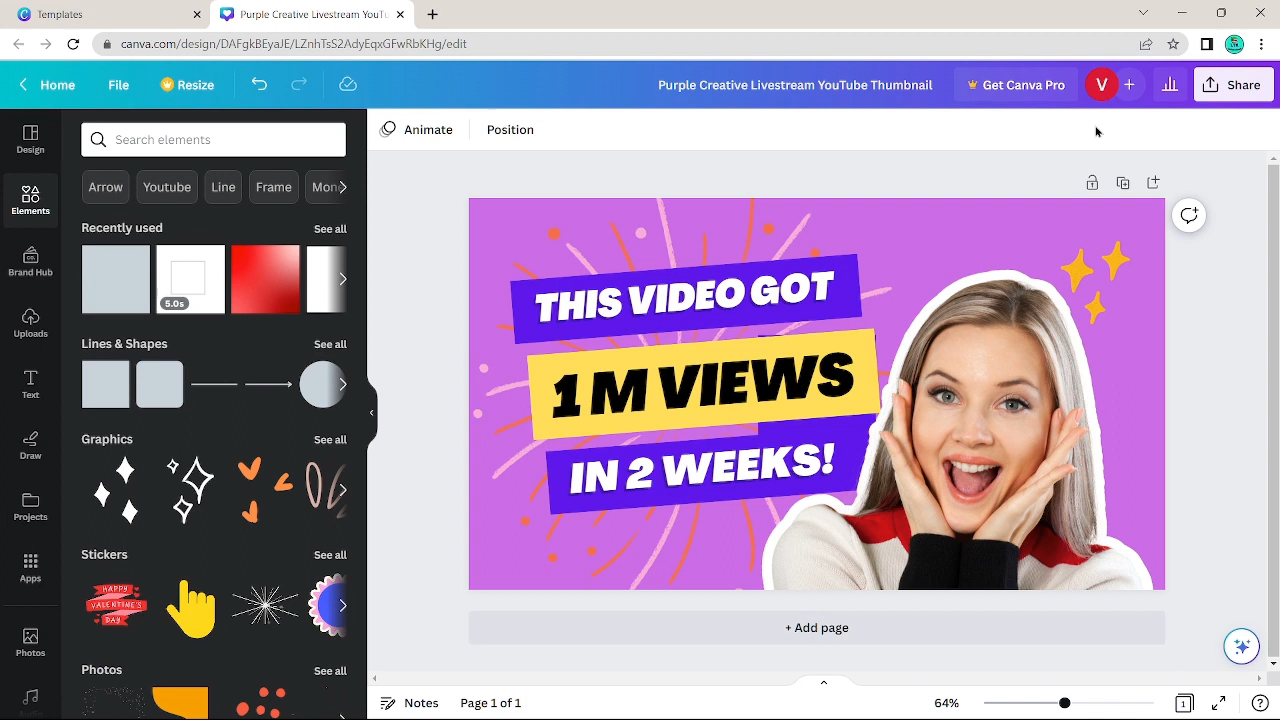 Templates
Purple Creative Livestream YouTu
canva.com/design/DAFgkBEyaJE/LZnhTsS2AdyEqxGFwRbKHg/edit
Home File Resize
Purple Creative Livestream YouTube Thumbnail
Get Canva Pro
V
Share
Design
Elements
Brand Hub
Uploads
Text
Draw
Projects
Apps
Photos
Search elements
Arrow Youtube Line Frame Mon
Recently used See all
5.0s
Lines & Shapes See all
Graphics See all
Stickers See all
HAPPY
VALENTINE'S
DAY
Photos See all
Animate Position
THIS VIDEO GOT
1 M VIEWS
IN 2 WEEKS!
+ Add page
Notes Page 1 of 1
64%
1